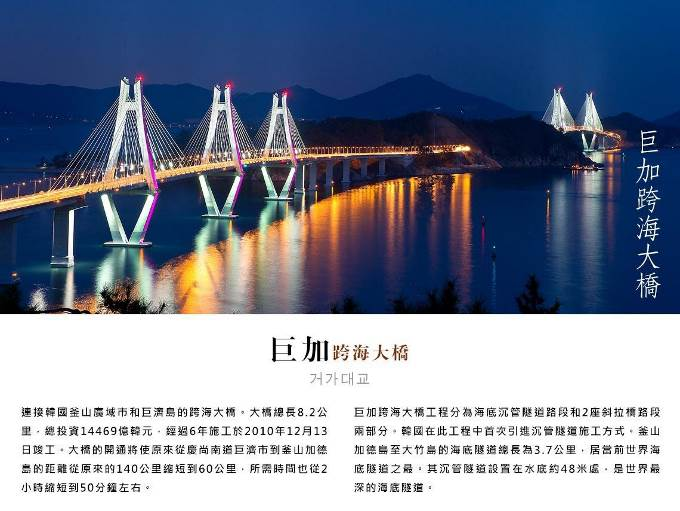 巨加跨海大橋
巨加跨海大橋
거가대교
連接韓國釜山廣域市和巨濟島的跨海大橋。大橋總長8.2公
里，總投資14469億韓元，經過6年施工於2010年12月13
日竣工。大橋的開通將使原來從慶尚南道巨濟市到釜山加德
島的距離從原來的140公里縮短到60公里，所需時間也從2
小時縮短到50分鐘左右。
巨加跨海大橋工程分為海底沉管隧道路段和2座斜拉橋路段
兩部分。韓國在此工程中首次引進沉管隧道施工方式。釜山
加德島至大竹島的海底隧道總長為3.7公里，居當前世界海
底隧道之最。其沉管隧道設置在水底約48米處，是世界最
深的海底隧道。